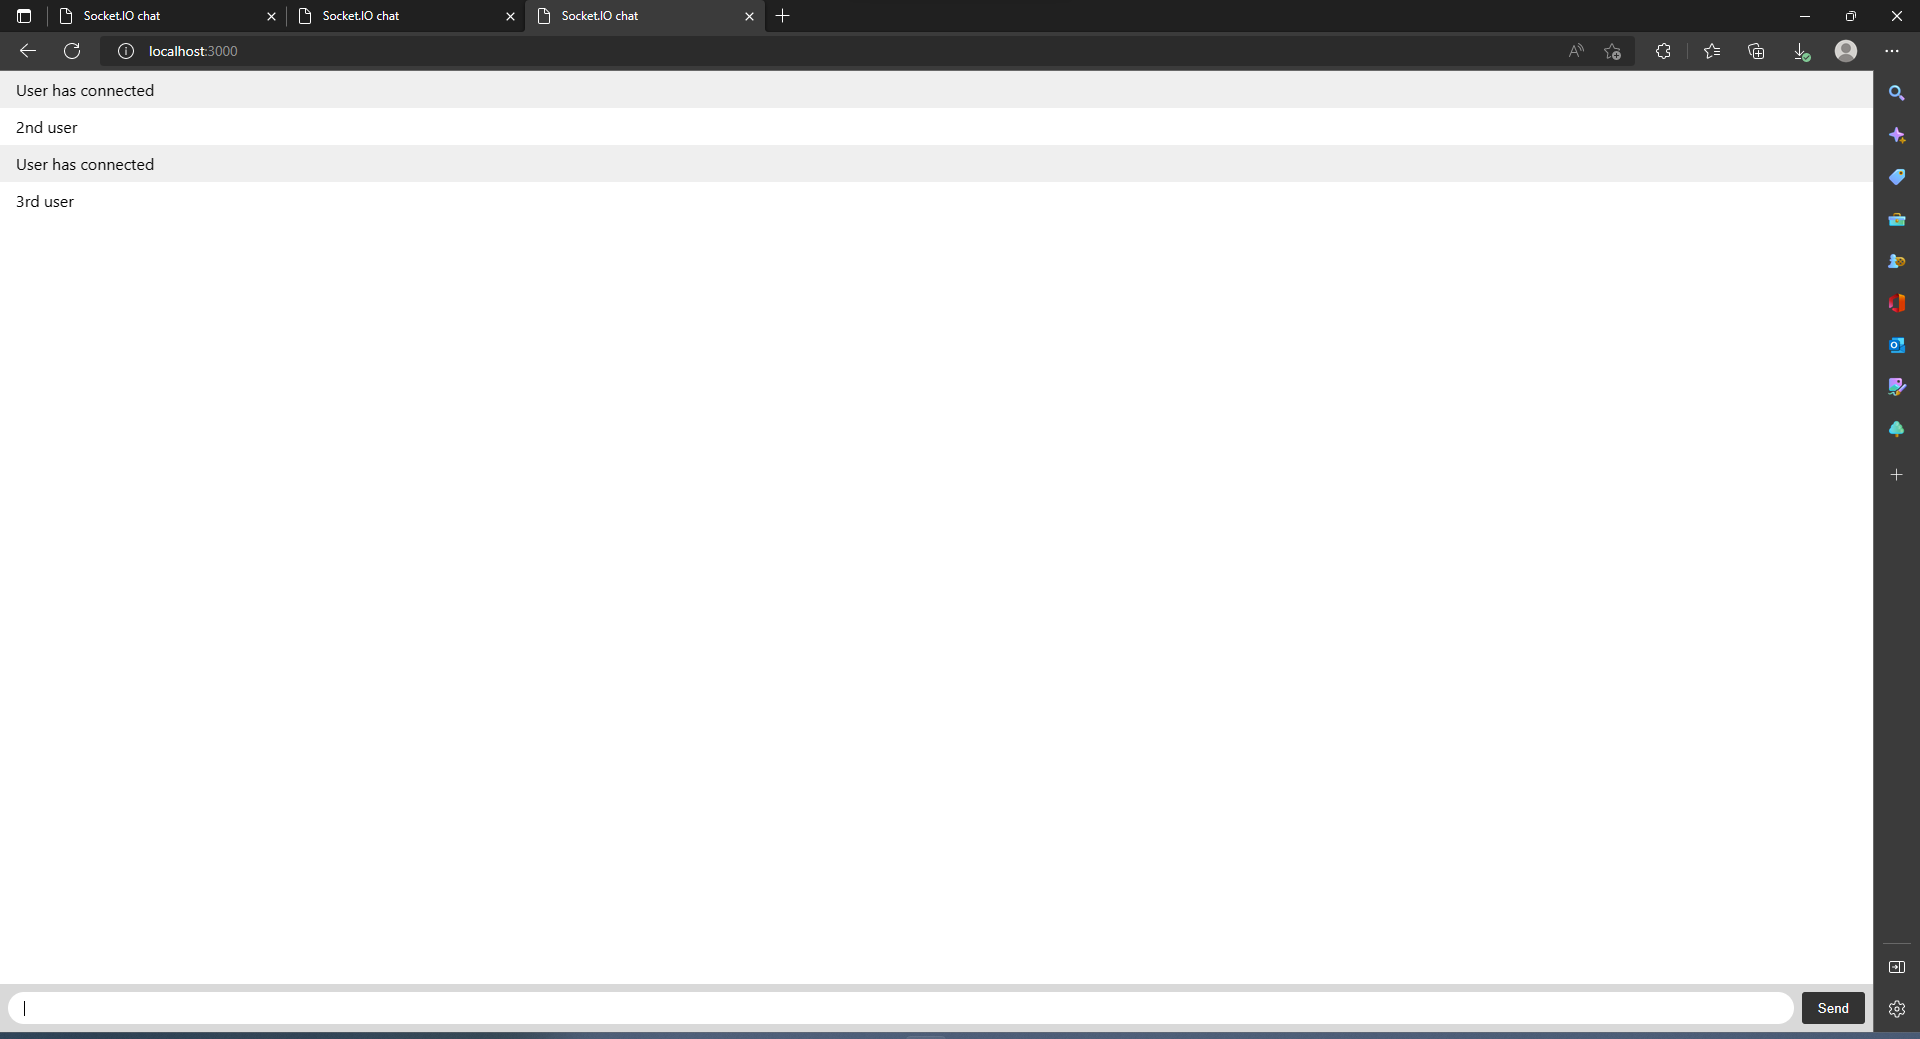 Socket.IO chat
Socket.IO chat
Socket.IO chat
localhost:3000
User has connected
2nd user
User has connected
3rd user
Send